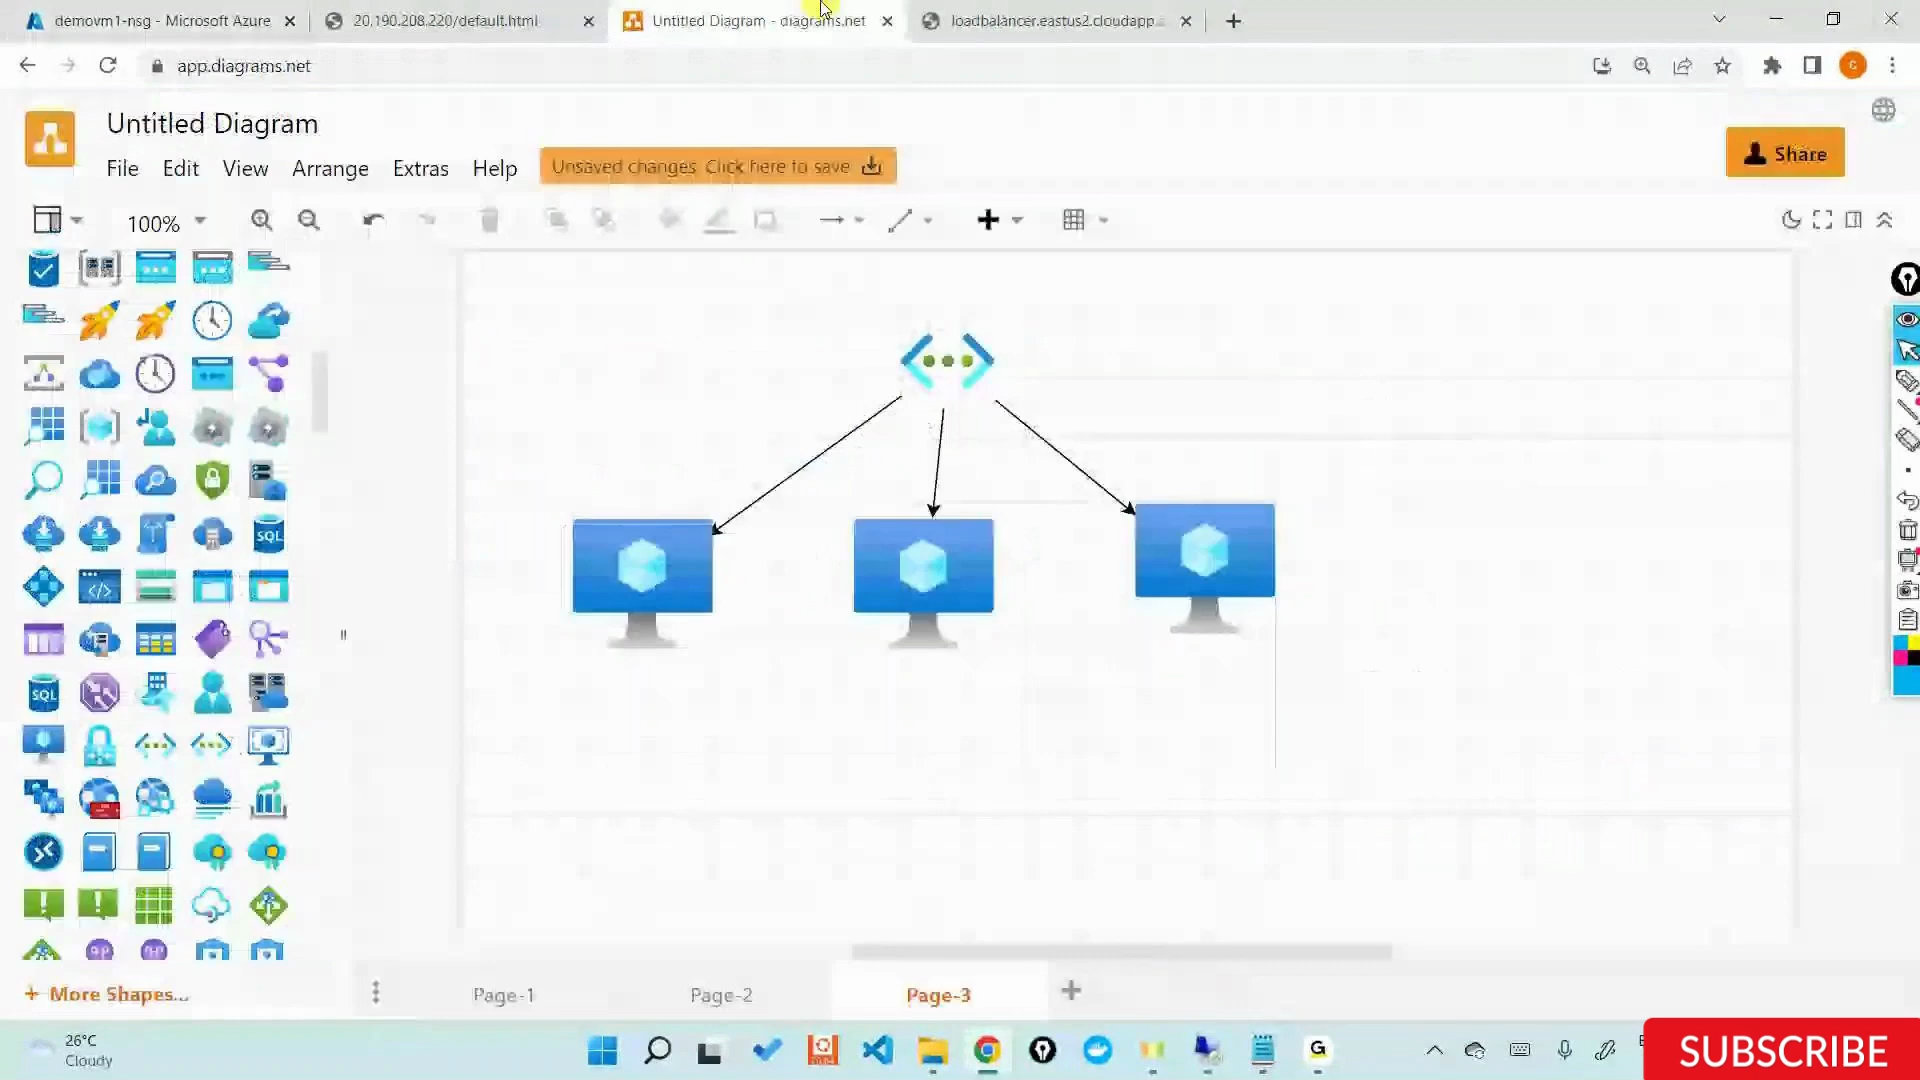 demovm1-nsg - Microsoft Azure
20.190.208.220/default.html
Untitled Diagram - diagrams.net
loadbalancer.eastus2.cloudapp...
app.diagrams.net
C
Untitled Diagram
File Edit View Arrange Extras Help
Unsaved changes. Click here to save
Share
100%
SQL
SQL
+ More Shapes...
Page-1
Page-2
Page-3
26°C
Cloudy
G
SUBSCRIBE